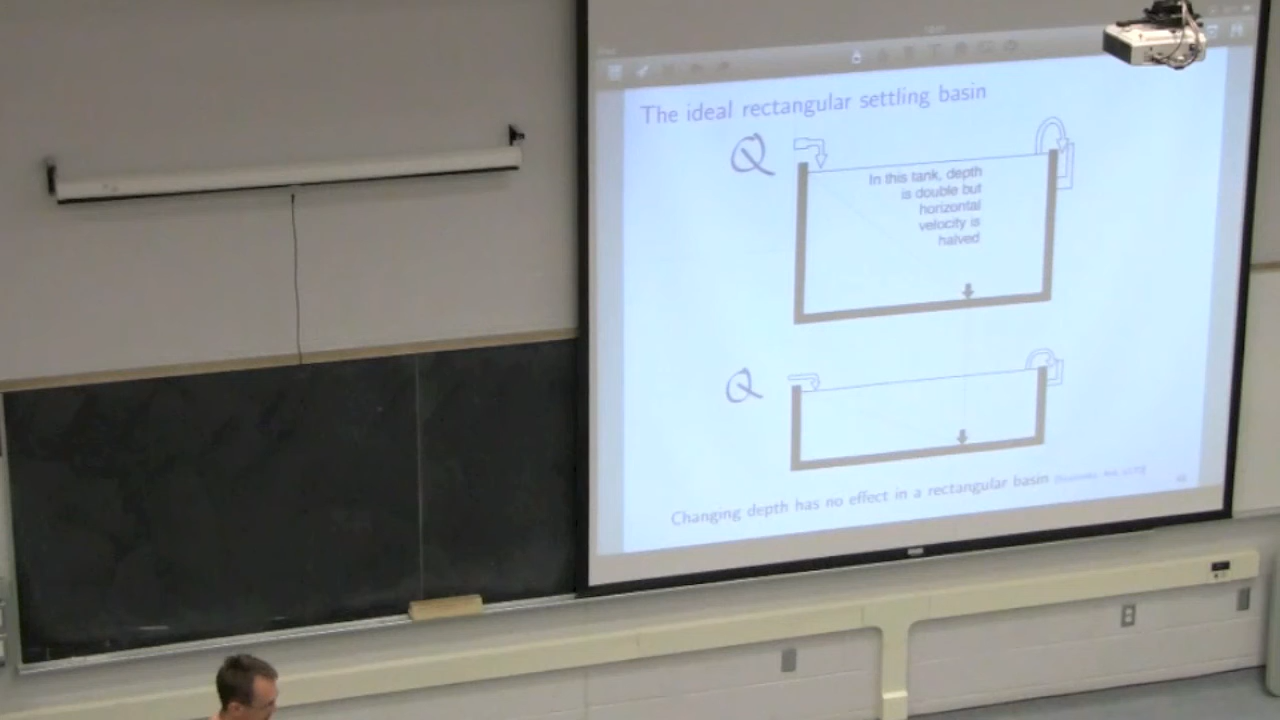 The ideal rectangular settling basin
Q
In this tank, depth
is double but
horizontal
velocity is
halved
Q
Changing depth has no effect in a rectangular basin